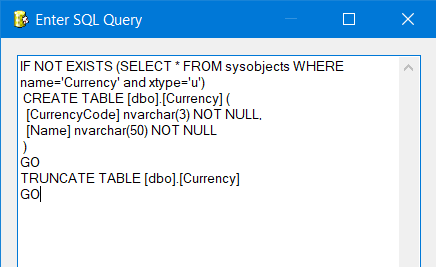 Enter SQL Query
IF NOT EXISTS (SELECT * FROM sysobjects WHERE
name='Currency' and xtype='u')
CREATE TABLE [dbo].[Currency] (
[CurrencyCode] nvarchar(3) NOT NULL,
[Name] nvarchar(50) NOT NULL
)
GO
TRUNCATE TABLE [dbo].[Currency]
GO